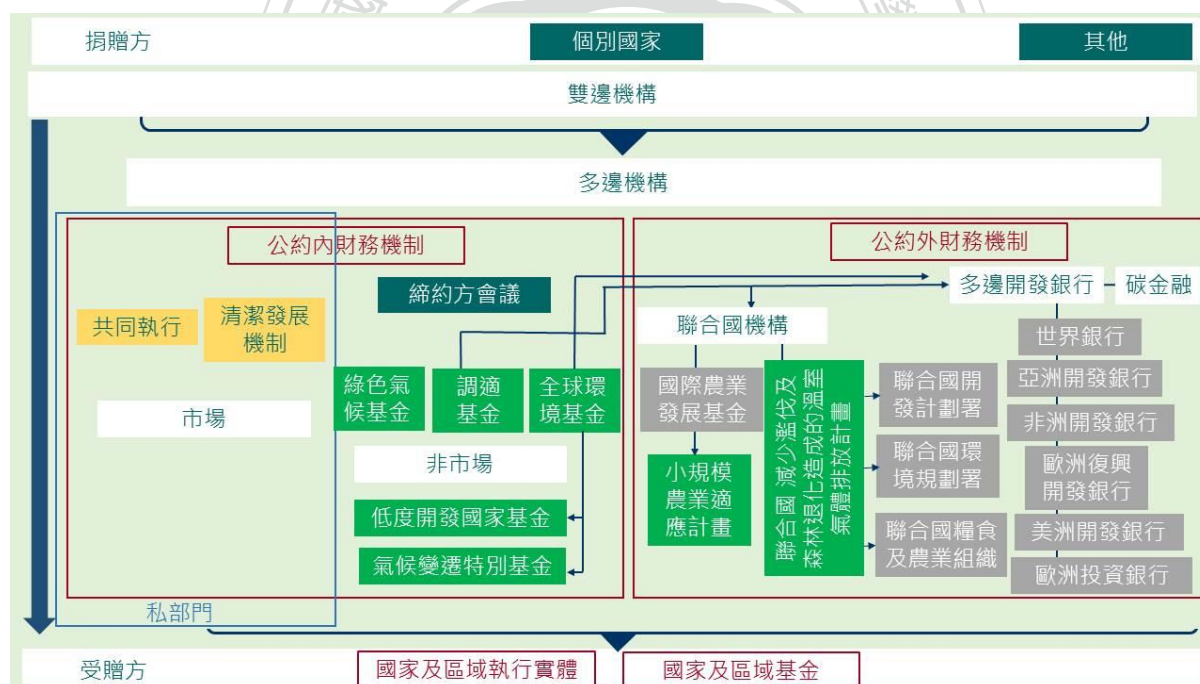 捐贈方
個別國家
其他
雙邊機構
多邊機構
公約內財務機制
公約外財務機制
締約方會議
多邊開發銀行
碳金融
共同執行
清潔發展
機制
聯合國機構
世界銀行
綠色氣
候基金
調適
基金
全球環
境基金
國際農業
發展基金
聯合國 減少濫伐及
森林退化造成的溫室
氣體排放計畫
聯合國開
發計劃署
亞洲開發銀行
市場
非洲開發銀行
非市場
小規模
農業適
應計畫
聯合國環
境規劃署
歐洲復興
開發銀行
低度開發國家基金
聯合國糧食
及農業組織
美洲開發銀行
氣候變遷特別基金
歐洲投資銀行
私部門
受贈方
國家及區域執行實體
國家及區域基金